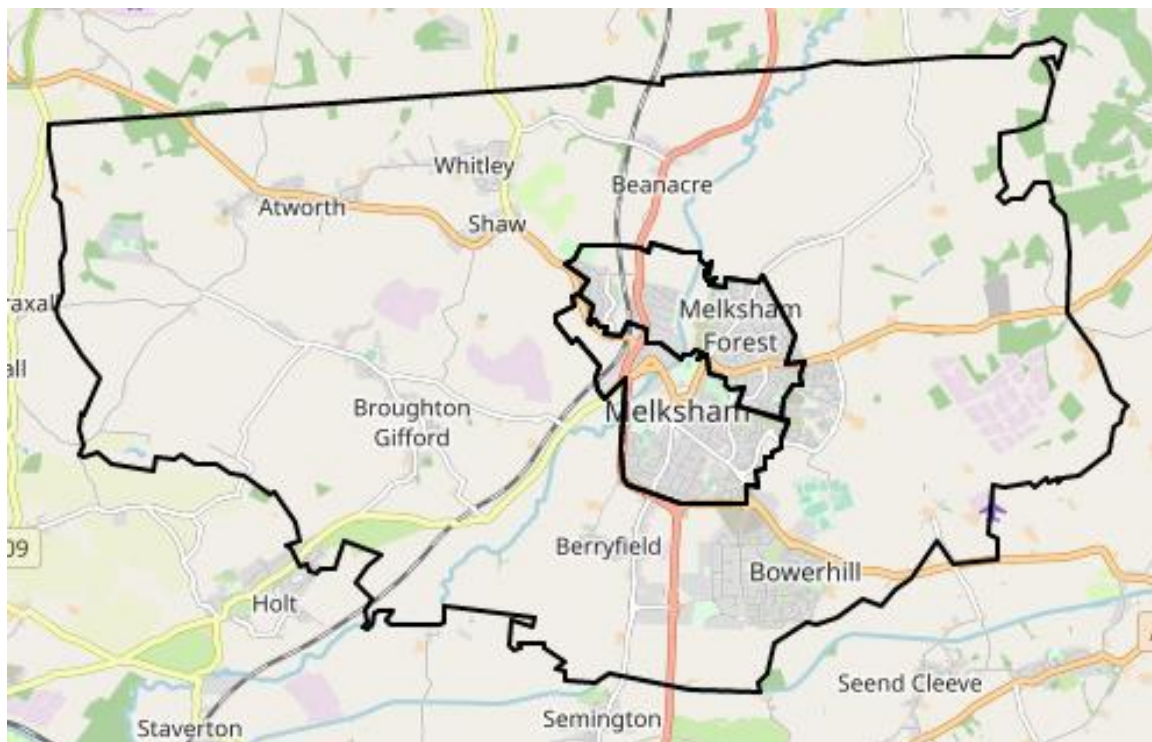 Whitley
Beanacre
Atworth
Shaw
Melksham
Forest
Broughton
Gifford
Melksham
Berryfield
Bowerhill
Holt
Seend Cleeve
Semington
Staverton